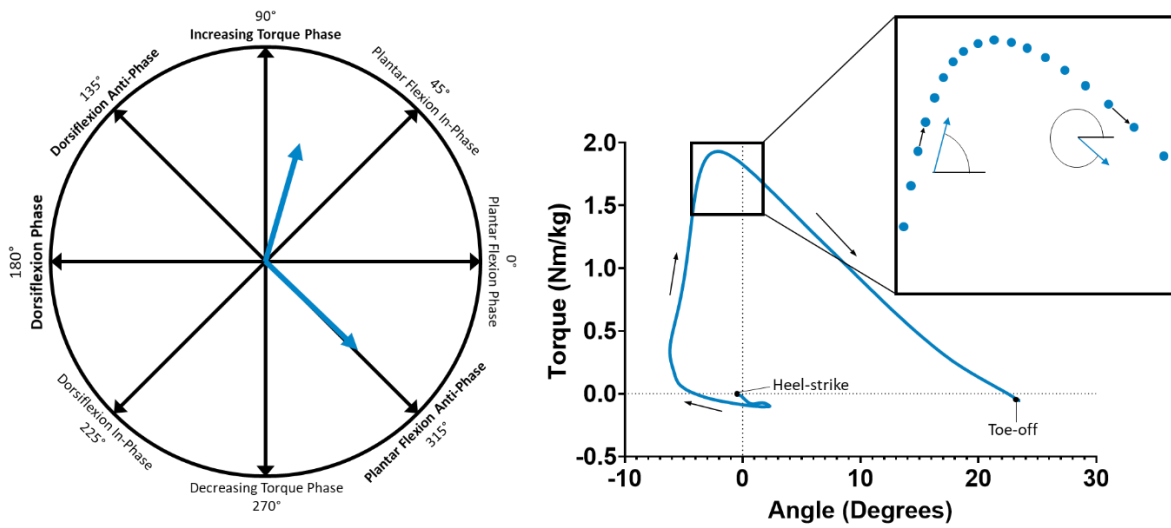 90°
Increasing Torque Phase
Plantar Flexion In-Phase
45°
Plantar Flexion Phase
0°
Plantar Flexion Anti-Phase
315°
Decreasing Torque Phase
270°
Dorsiflexion In-Phase
225°
180°
Dorsiflexion Phase
135°
Dorsiflexion Anti-Phase
Torque (Nm/kg)
2.0
1.5
1.0
0.5
0.0
-0.5
Heel-strike
Toe-off
-10
0
10
20
30
Angle (Degrees)